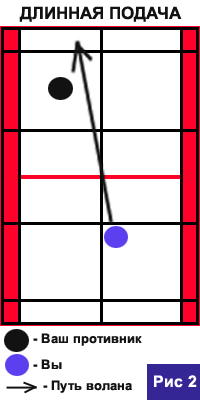 ДЛИННАЯ ПОДАЧА
- Ваш противник
- Вы
- Путь волана
Рис 2